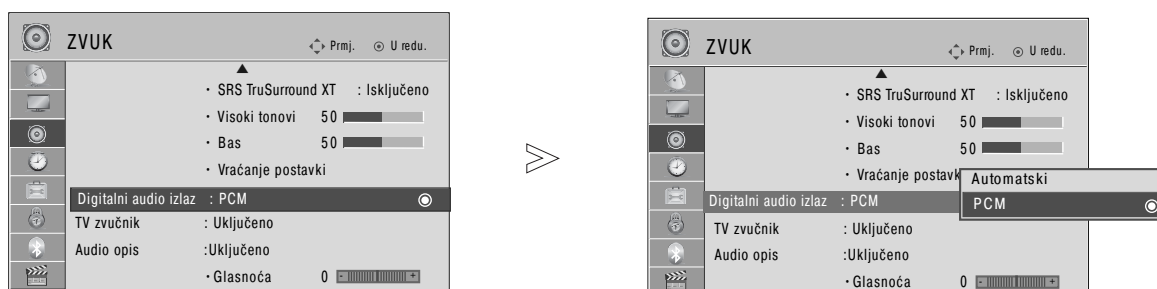 ZVUK Prmj. U redu.
• SRS TruSurround XT : Isključeno
• Visoki tonovi 50
• Bas 50
• Vraćanje postavki
Digitalni audio izlaz : PCM
TV zvučnik : Uključeno
Audio opis :Uključeno
• Glasnoća 0 - +
>
ZVUK Prmj. U redu.
• SRS TruSurround XT : Isključeno
• Visoki tonovi 50
• Bas 50
• Vraćanje postavk
Automatski
Digitalni audio izlaz : PCM
PCM
TV zvučnik : Uključeno
Audio opis :Uključeno
• Glasnoća 0 - +